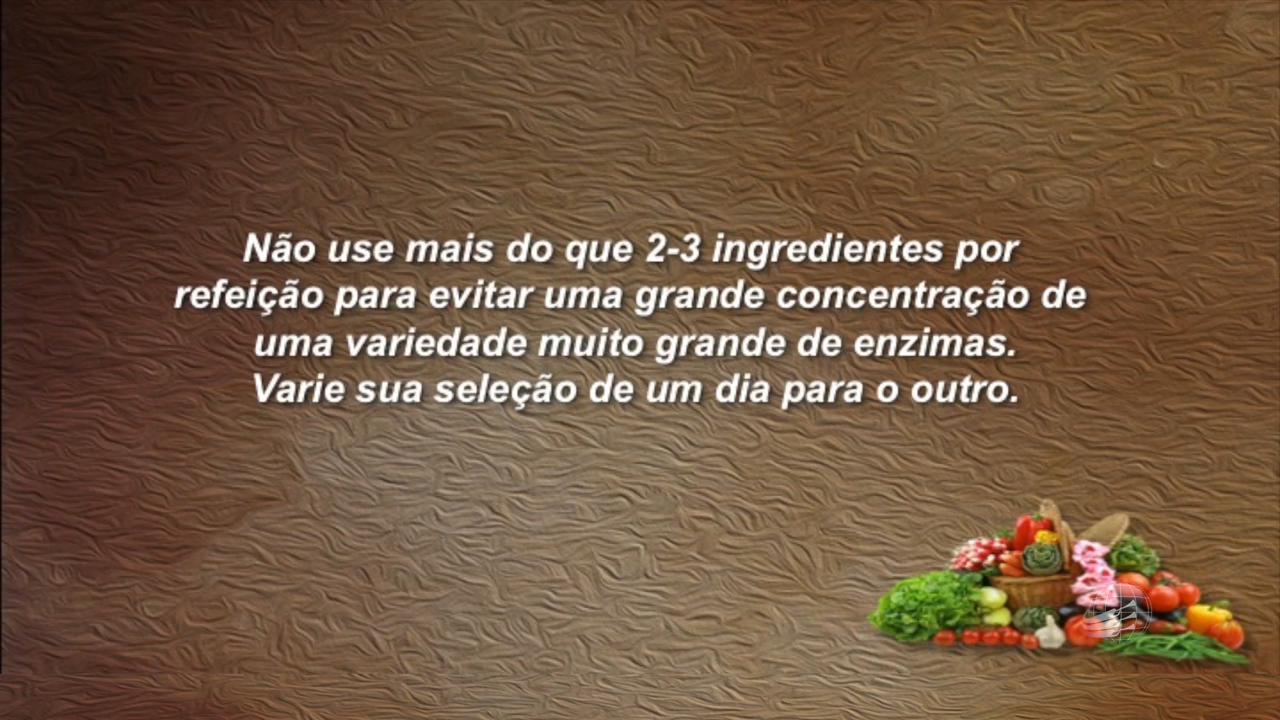 Não use mais do que 2-3 ingredientes por
refeição para evitar uma grande concentração de
uma variedade muito grande de enzimas.
Varie sua seleção de um dia para o outro.